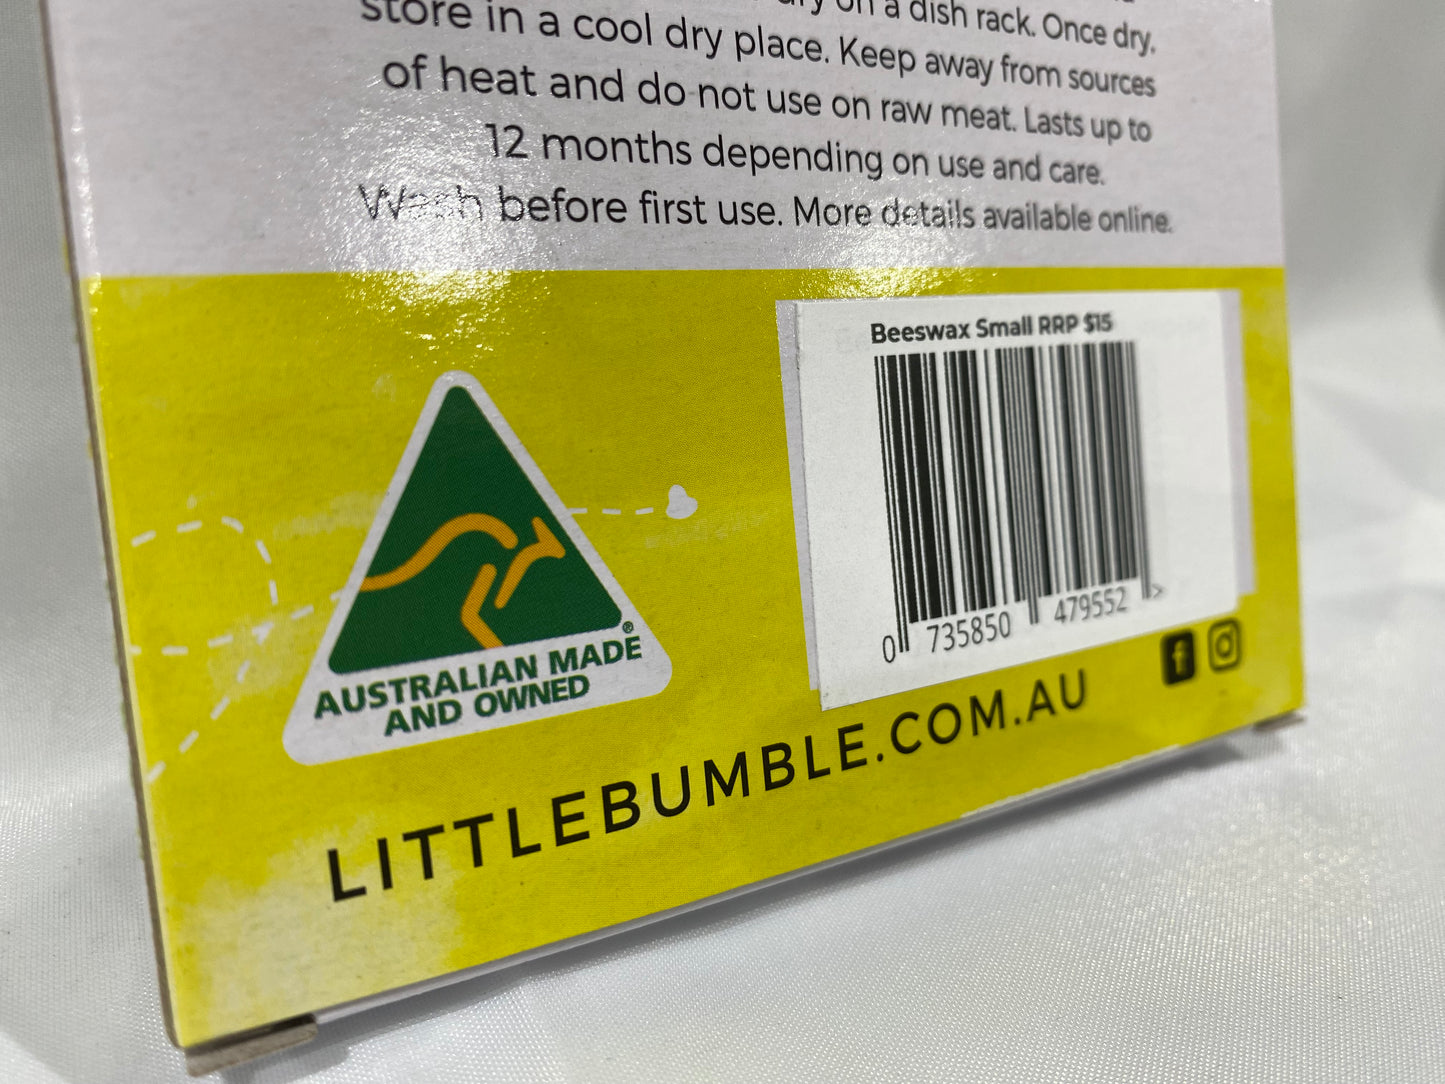 dry on a dish rack. Once dry,
store in a cool dry place. Keep away from sources
of heat and do not use on raw meat. Lasts up to
12 months depending on use and care.
Wash before first use. More details available online.
Beeswax Small RRP $15
0 735850 479552 >
AUSTRALIAN MADE ®
AND OWNED
LITTLEBUMBLE.COM.AU